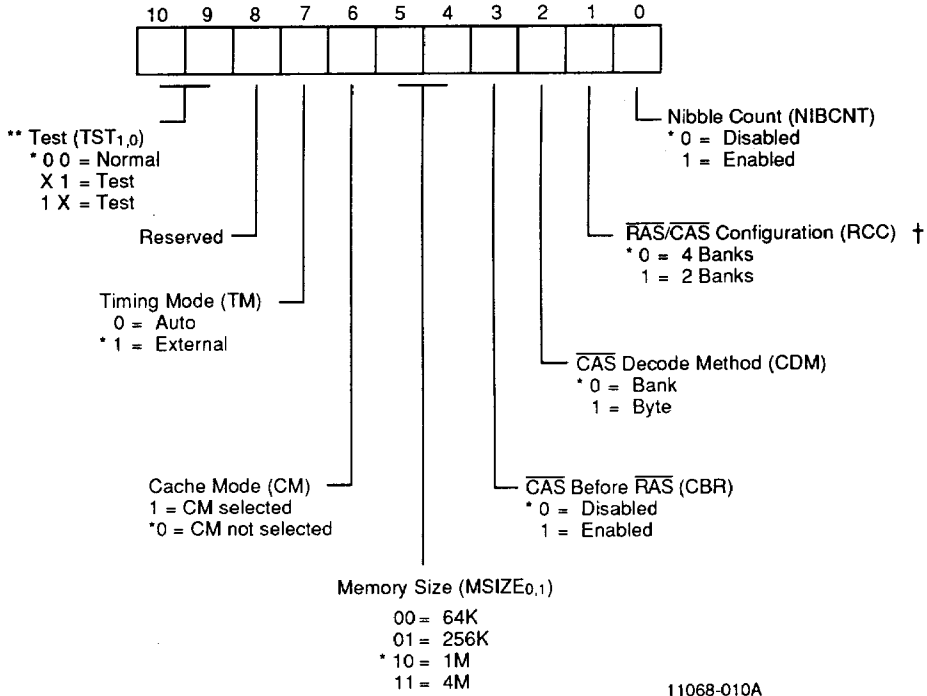 10 9 8 7 6 5 4 3 2 1 0
Nibble Count (NIBCNT)
* 0 = Disabled
1 = Enabled
** Test (TST1,0)
* 0 0 = Normal
X 1 = Test
1 X = Test
Reserved
RAS/CAS Configuration (RCC) †
* 0 = 4 Banks
1 = 2 Banks
Timing Mode (TM)
0 = Auto
* 1 = External
CAS Decode Method (CDM)
* 0 = Bank
1 = Byte
Cache Mode (CM)
1 = CM selected
*0 = CM not selected
CAS Before RAS (CBR)
* 0 = Disabled
1 = Enabled
Memory Size (MSIZE0,1)
00 = 64K
01 = 256K
* 10 = 1M
11 = 4M
11068-010A